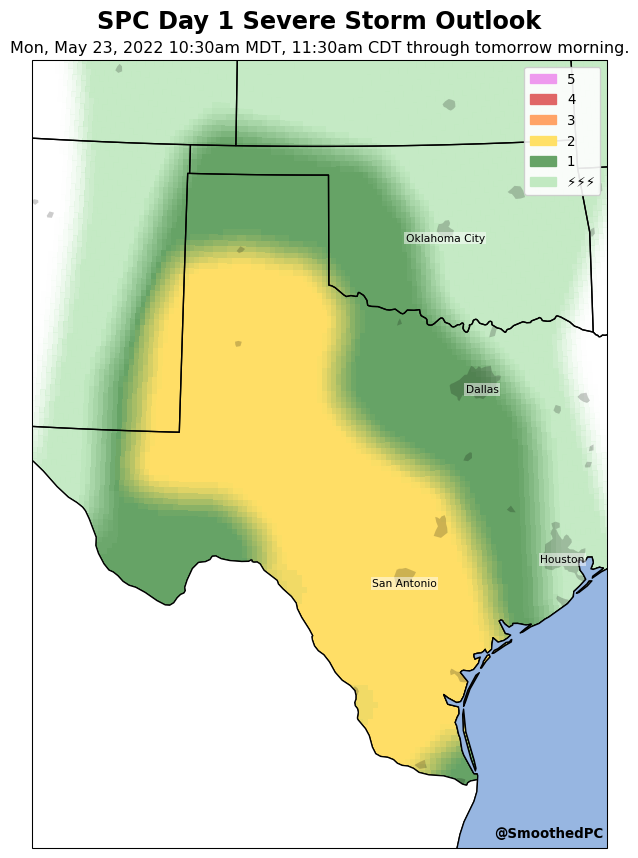 SPC Day 1 Severe Storm Outlook
Mon, May 23, 2022 10:30am MDT, 11:30am CDT through tomorrow morning.
5
4
3
2
1
⚡⚡⚡
Oklahoma City
Dallas
Houston
San Antonio
@SmoothedPC